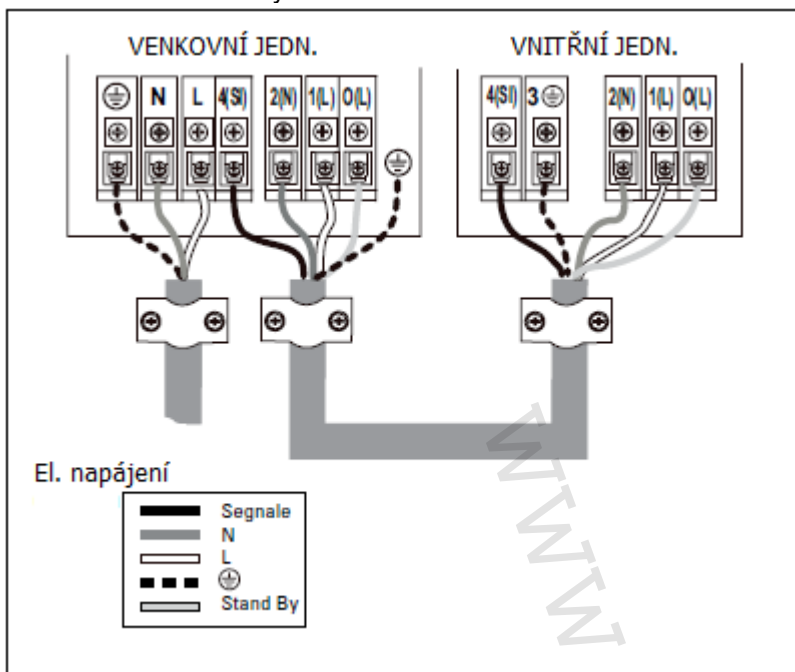 VENKOVNÍ JEDN. VNITŘNÍ JEDN.
N L 4(SI) 2(N) 1(L) 0(L) 4(SI) 3 2(N) 1(L) 0(L)
El. napájení
Segnale
N
L
Stand By
WWW